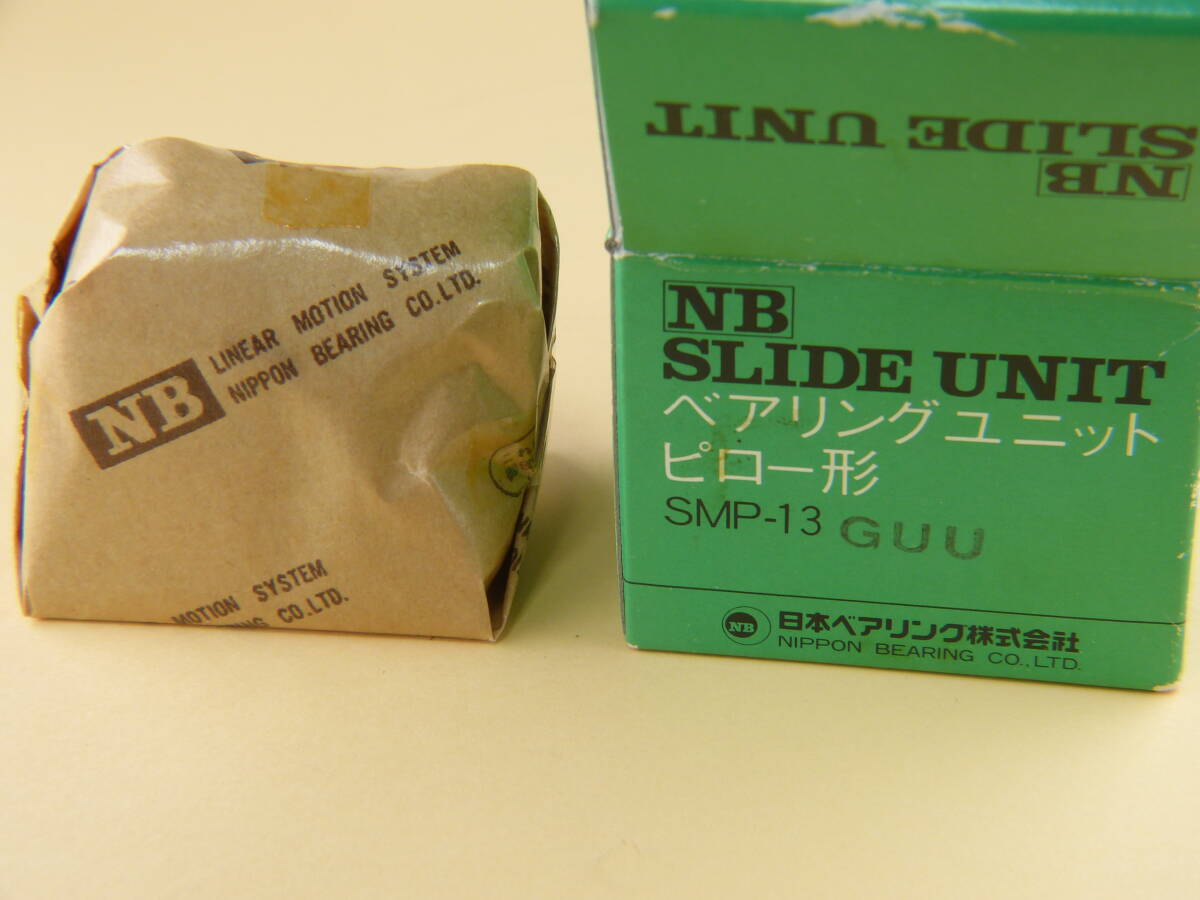 NB
LINEAR MOTION SYSTEM
NIPPON BEARING CO.LTD.
MOTION SYSTEM
CO.LTD.
NB
SLIDE UNIT
NB
SLIDE UNIT
ベアリングユニット
ピロー形
SMP-13 GUU
NB 日本ベアリング株式会社
NIPPON BEARING CO.,LTD.